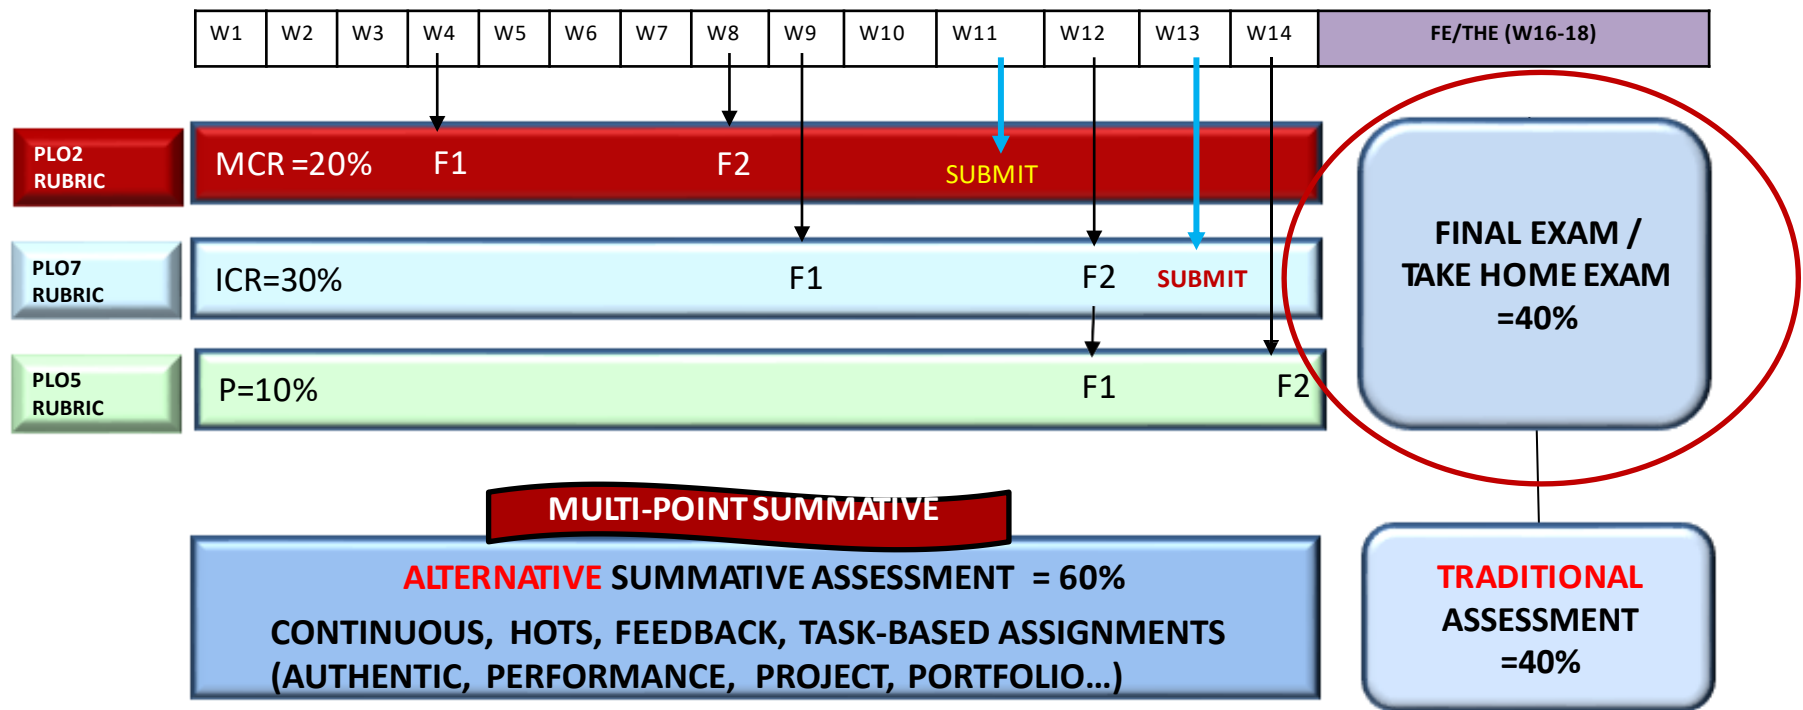 W1 W2 W3 W4 W5 W6 W7 W8 W9 W10 W11 W12 W13 W14 FE/THE (W16-18)
PLO2
RUBRIC
MCR =20% F1 F2 SUBMIT
PLO7
RUBRIC
ICR=30% F1 F2 SUBMIT
PLO5
RUBRIC
P=10% F1 F2
FINAL EXAM /
TAKE HOME EXAM
=40%
MULTI-POINT SUMMATIVE
ALTERNATIVE SUMMATIVE ASSESSMENT = 60%
CONTINUOUS, HOTS, FEEDBACK, TASK-BASED ASSIGNMENTS
(AUTHENTIC, PERFORMANCE, PROJECT, PORTFOLIO...)
TRADITIONAL
ASSESSMENT
=40%